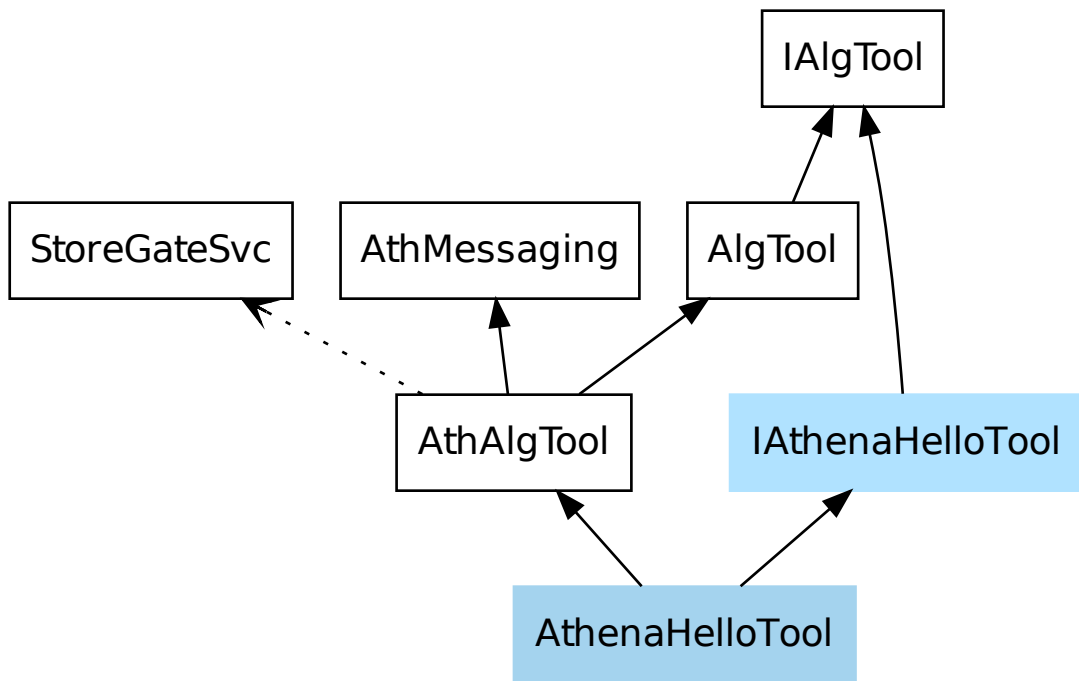 IAlgTool
StoreGateSvc
AthMessaging
AlgTool
AthAlgTool
IAthenaHelloTool
AthenaHelloTool